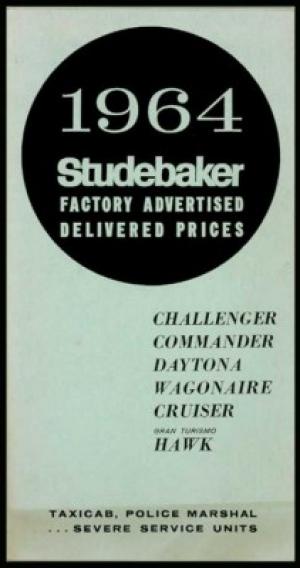 1964
Studebaker
FACTORY ADVERTISED
DELIVERED PRICES
CHALLENGER
COMMANDER
DAYTONA
WAGONAIRE
CRUISER
GRAN TURISMO
HAWK
TAXICAB, POLICE MARSHAL
... SEVERE SERVICE UNITS